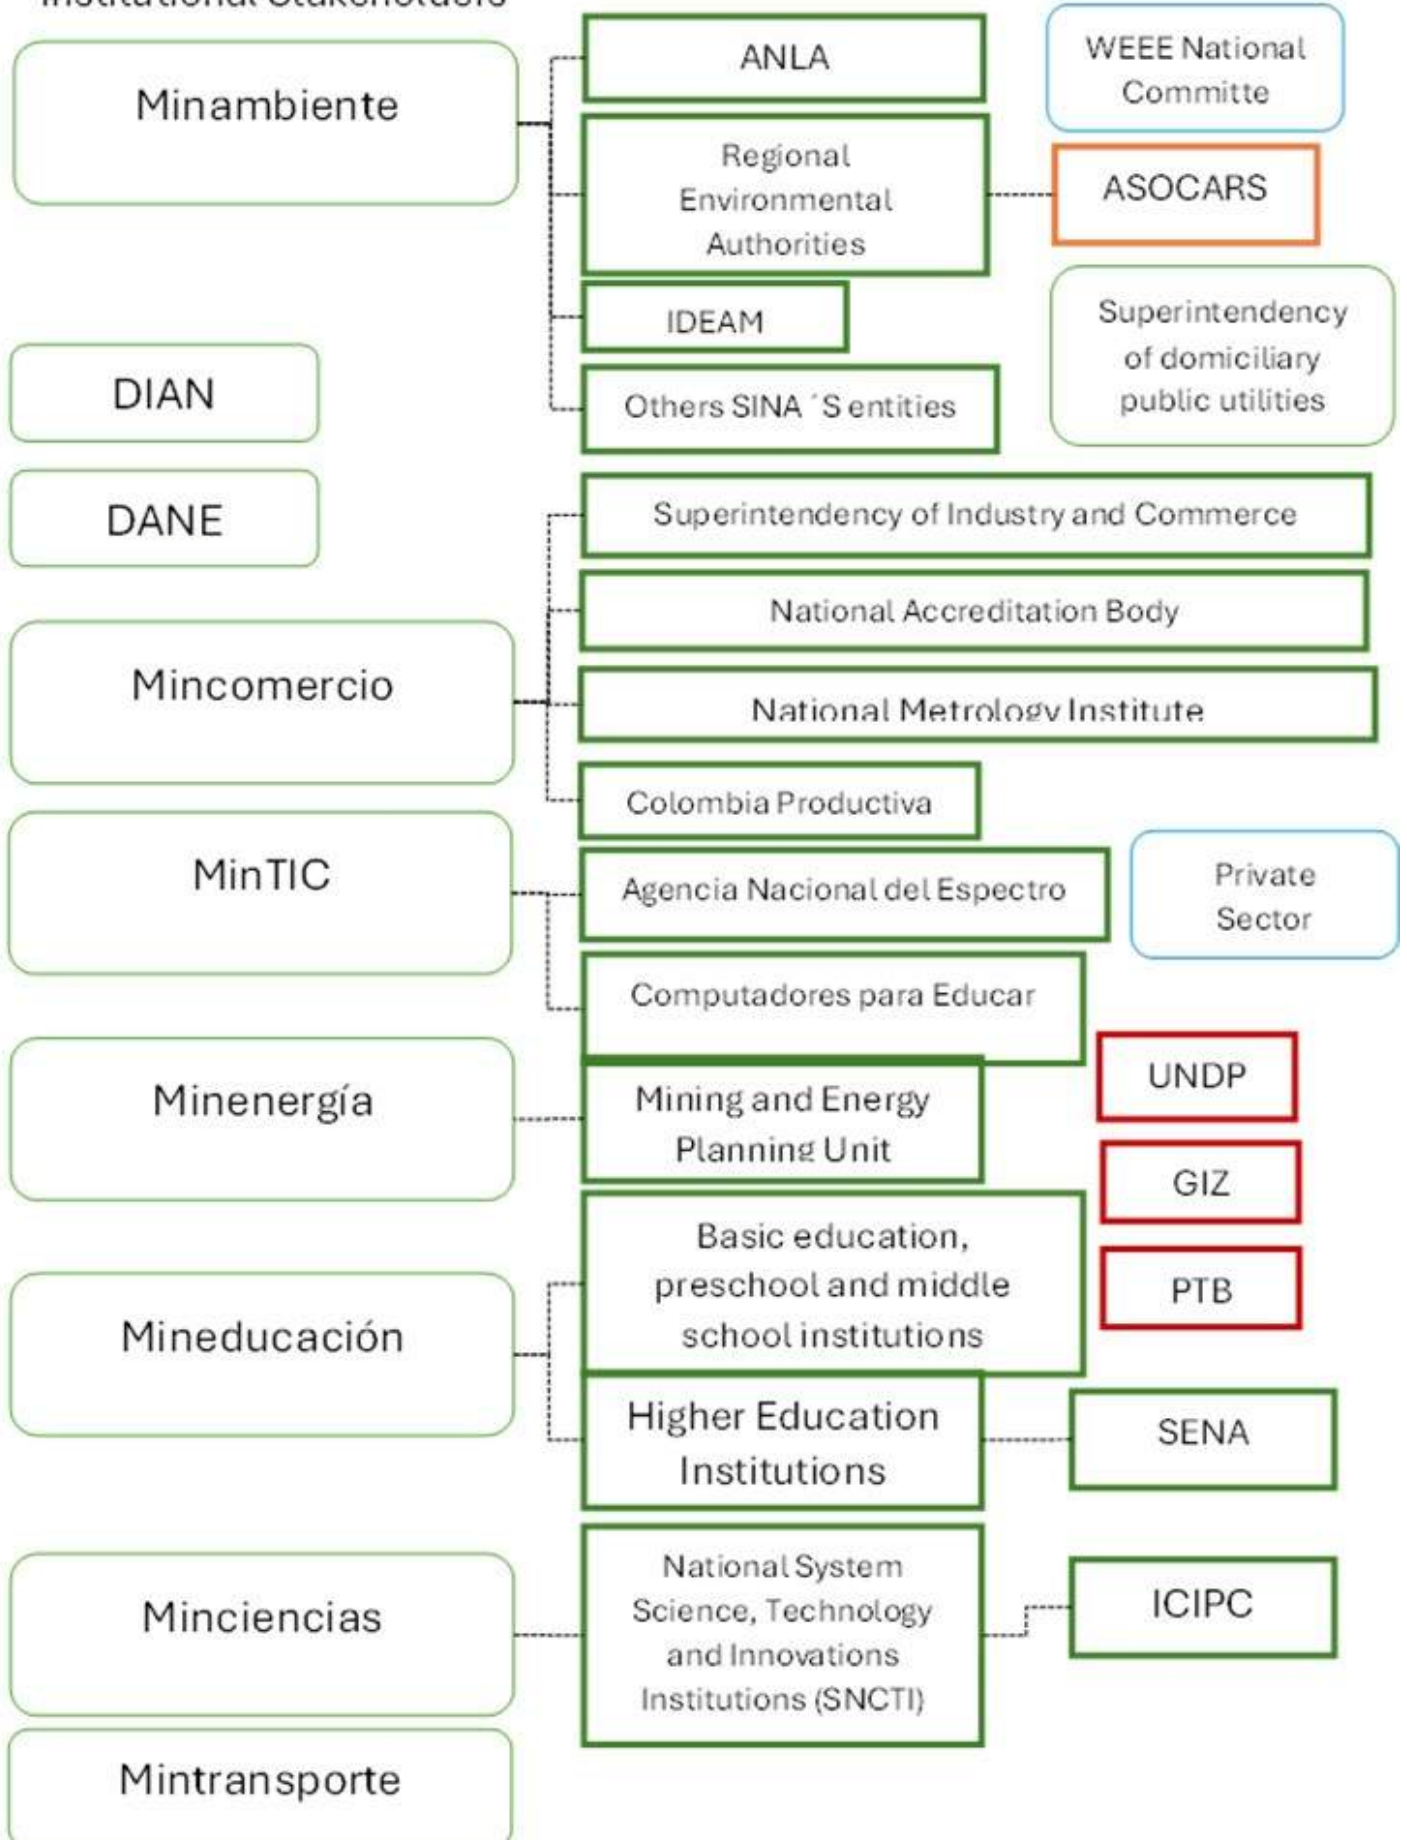 Institutional Stakeholders
Minambiente
ANLA
WEEE National
Committe
Regional
Environmental
Authorities
ASOCARS
IDEAM
Superintendency
of domiciliary
public utilities
Others SINA ´S entities
DIAN
DANE
Mincomercio
Superintendency of Industry and Commerce
National Accreditation Body
National Metrology Institute
Colombia Productiva
MinTIC
Agencia Nacional del Espectro
Private
Sector
Computadores para Educar
Minenergía
Mining and Energy
Planning Unit
UNDP
GIZ
PTB
Mineducación
Basic education,
preschool and middle
school institutions
Higher Education
Institutions
SENA
Minciencias
National System
Science, Technology
and Innovations
Institutions (SNCTI)
ICIPC
Mintransporte